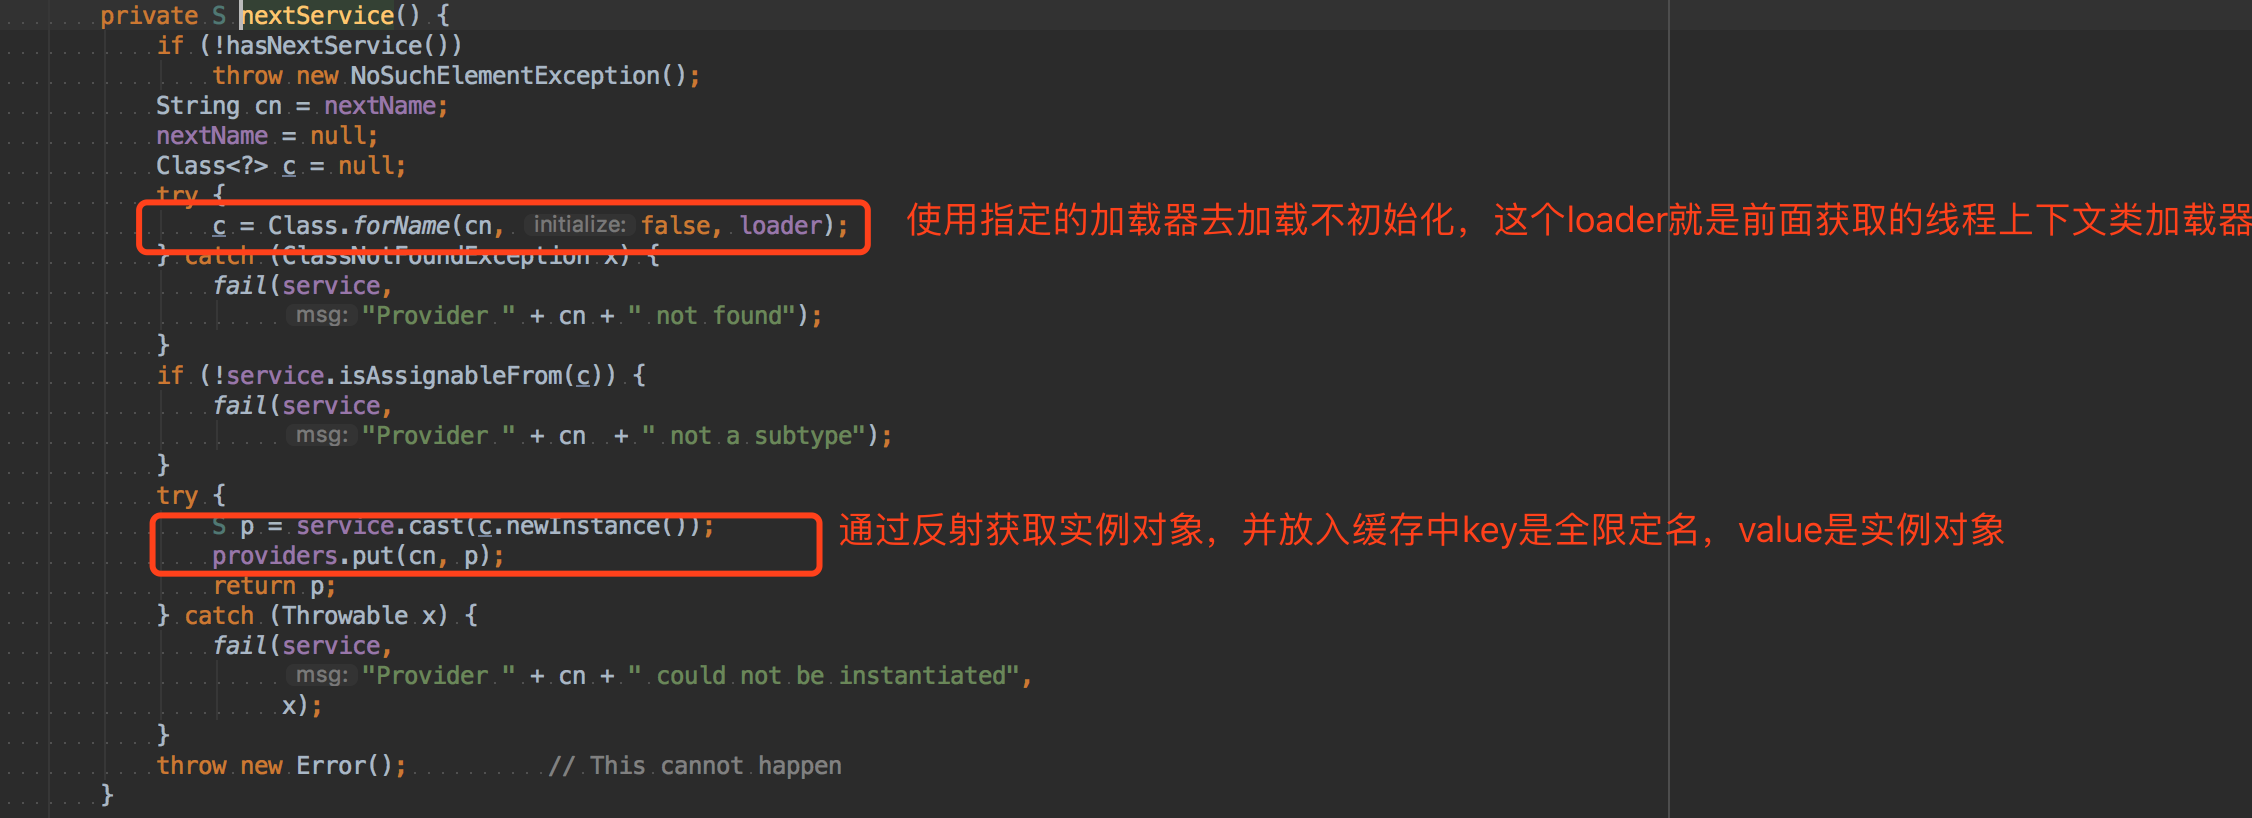 private S nextService() {
if (!hasNextService())
throw new NoSuchElementException();
String cn = nextName;
nextName = null;
Class<?> c = null;
try {
c = Class.forName(cn, initialize: false, loader); 使用指定的加载器去加载不初始化，这个loader就是前面获取的线程上下文类加载器
} catch (ClassNotFoundException x) {
fail(service,
msg: "Provider " + cn + " not found");
}
if (!service.isAssignableFrom(c)) {
fail(service,
msg: "Provider " + cn  + " not a subtype");
}
try {
S p = service.cast(c.newInstance()); 通过反射获取实例对象，并放入缓存中key是全限定名，value是实例对象
providers.put(cn, p);
return p;
} catch (Throwable x) {
fail(service,
msg: "Provider " + cn + " could not be instantiated",
x);
}
throw new Error();          // This cannot happen
}